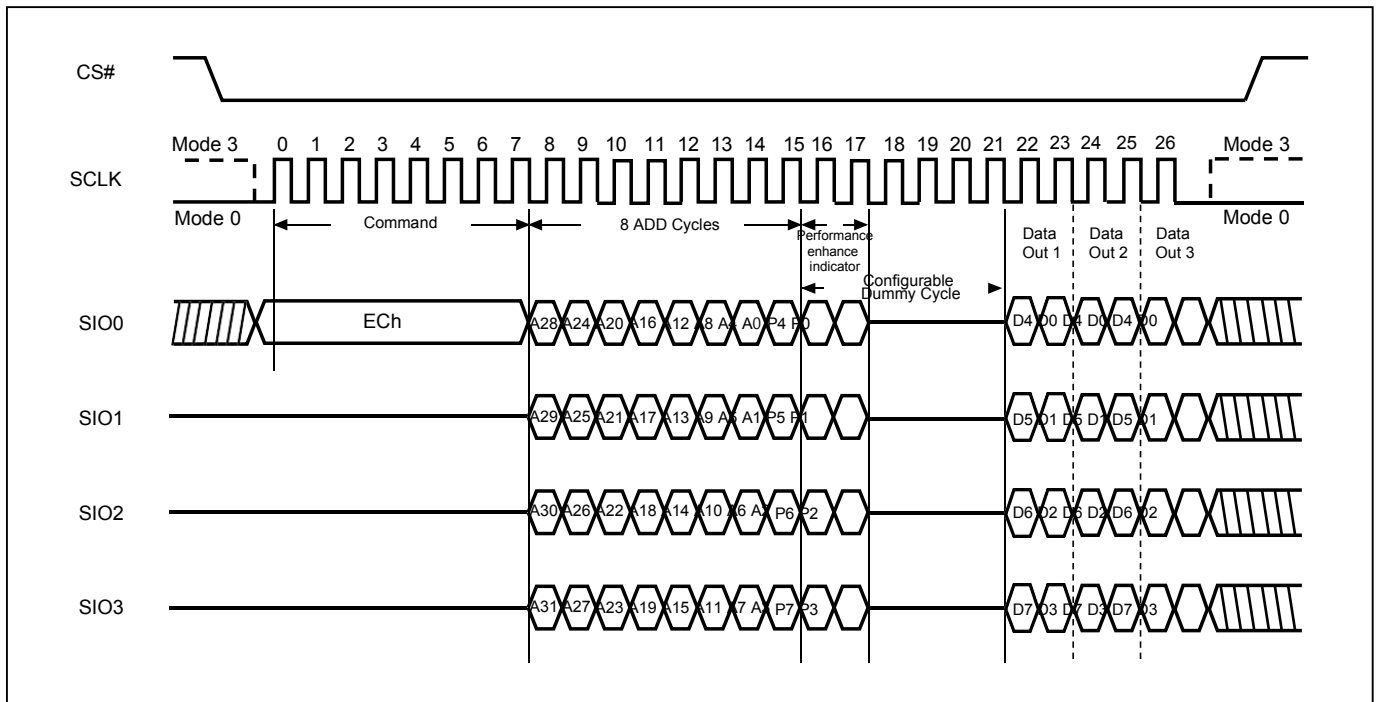 CS#
Mode 3 0 1 2 3 4 5 6 7 8 9 10 11 12 13 14 15 16 17 18 19 20 21 22 23 24 25 26 Mode 3
SCLK
Mode 0 Command 8 ADD Cycles Mode 0
Performance
enhance
indicator
Data
Out 1
Data
Out 2
Data
Out 3
Configurable
Dummy Cycle
SIO0 ECh A28 A24 A20 A16 A12 A8 A4 A0 P4 P0 D4 D0 D4 D0 D4 D0
SIO1 A29 A25 A21 A17 A13 A9 A5 A1 P5 P1 D5 D1 D5 D1 D5 D1
SIO2 A30 A26 A22 A18 A14 A10 A6 A2 P6 P2 D6 D2 D6 D2 D6 D2
SIO3 A31 A27 A23 A19 A15 A11 A7 A3 P7 P3 D7 D3 D7 D3 D7 D3